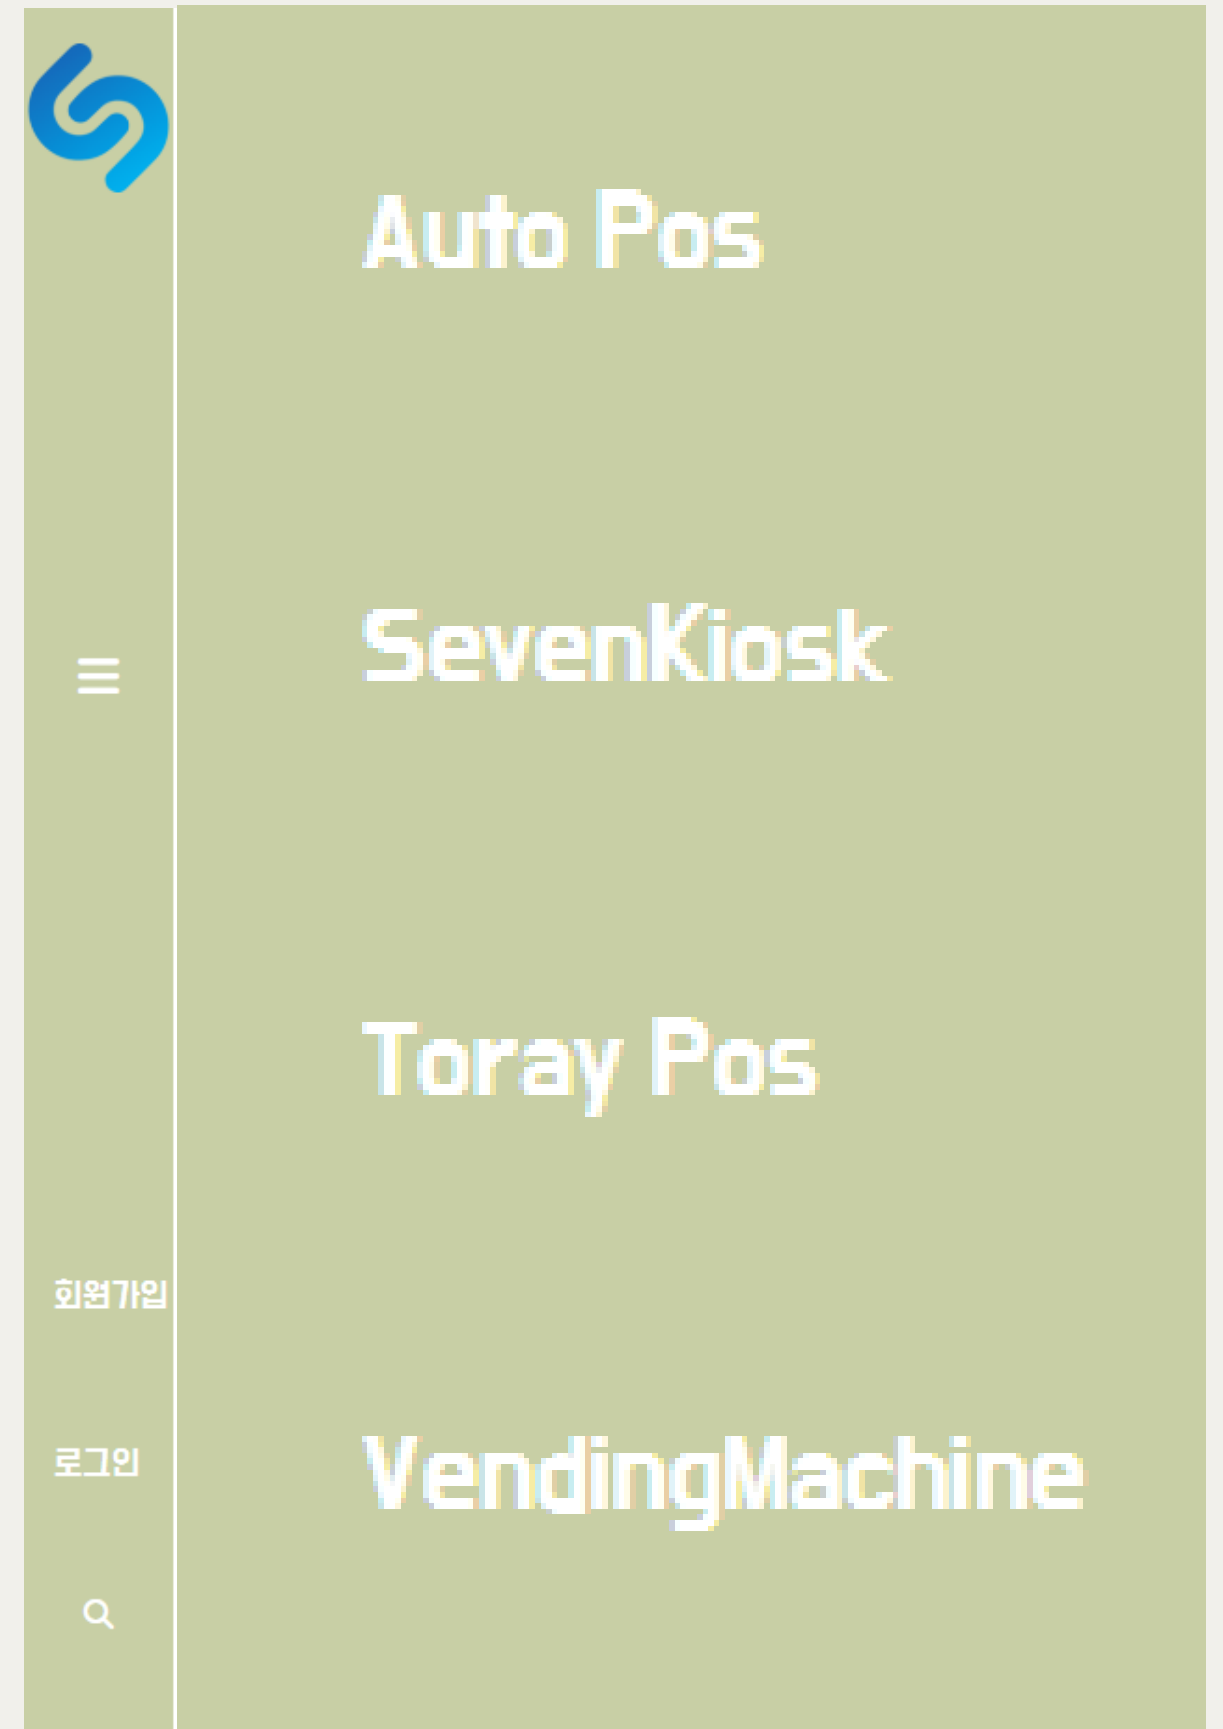 Auto Pos
SevenKiosk
Toray Pos
VendingMachine
회원가입
로그인